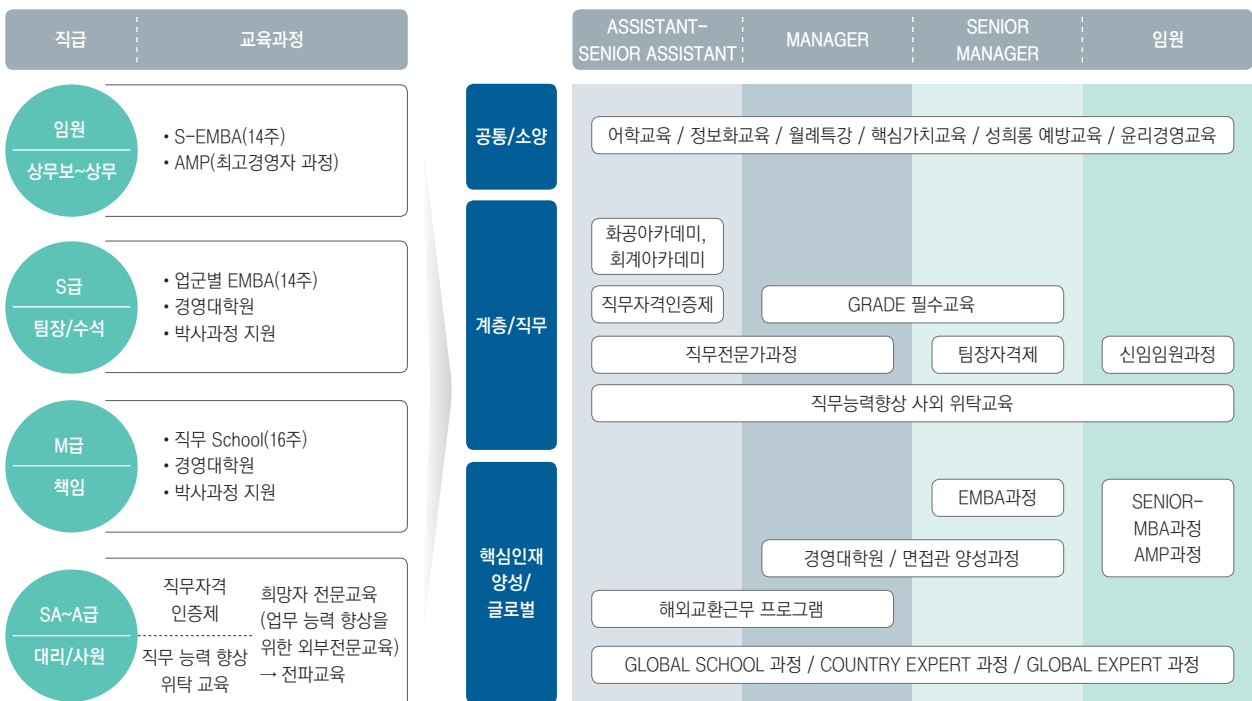 직급
교육과정
임원
상무보~상무
• S-EMBA(14주)
• AMP(최고경영자 과정)
S급
팀장/수석
• 업군별 EMBA(14주)
• 경영대학원
• 박사과정 지원
M급
책임
• 직무 School(16주)
• 경영대학원
• 박사과정 지원
SA~A급
대리/사원
직무자격
인증제
직무 능력 향상
위탁 교육
희망자 전문교육
(업무 능력 향상을
위한 외부전문교육)
→ 전파교육
ASSISTANT-
SENIOR ASSISTANT
MANAGER
SENIOR
MANAGER
임원
공통/소양
어학교육 / 정보화교육 / 월례특강 / 핵심가치교육 / 성희롱 예방교육 / 윤리경영교육
계층/직무
화공아카데미,
회계아카데미
직무자격인증제
GRADE 필수교육
직무전문가과정
팀장자격제
신임임원과정
직무능력향상 사외 위탁교육
핵심인재
양성/
글로벌
EMBA과정
SENIOR-
MBA과정
AMP과정
경영대학원 / 면접관 양성과정
해외교환근무 프로그램
GLOBAL SCHOOL 과정 / COUNTRY EXPERT 과정 / GLOBAL EXPERT 과정